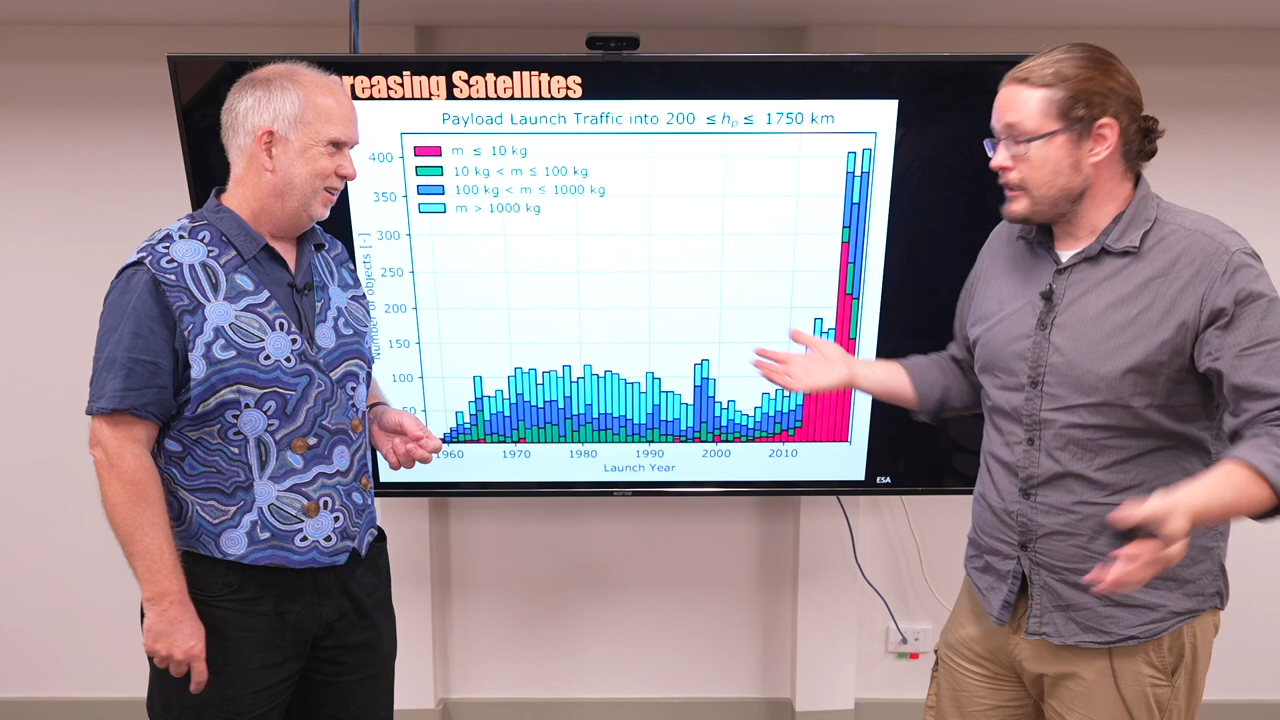 reasing Satellites
Payload Launch Traffic into 200 ≤ hₚ ≤ 1750 km
m ≤ 10 kg
10 kg < m ≤ 100 kg
100 kg < m ≤ 1000 kg
m > 1000 kg
Number of objects [-]
400
350
300
250
200
150
100
50
1960 1970 1980 1990 2000 2010
Launch Year
ESA